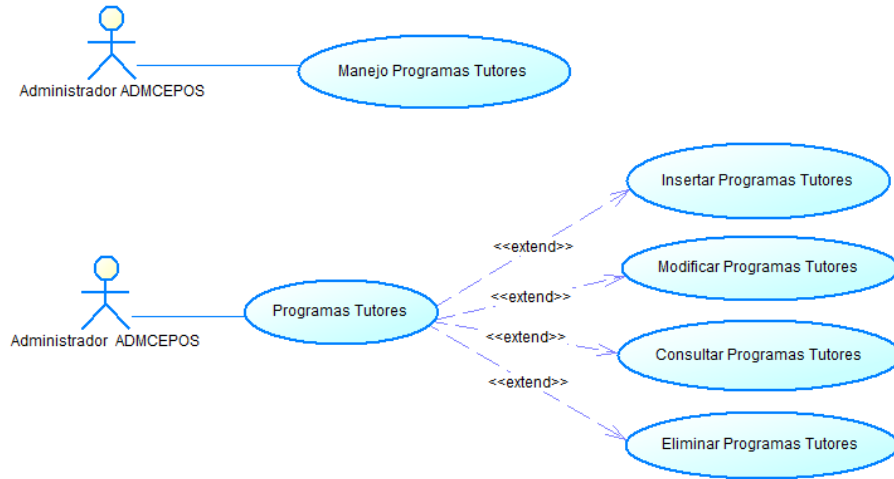 Manejo Programas Tutores
Administrador ADMCEPOS
Insertar Programas Tutores
<<extend>>
Modificar Programas Tutores
<<extend>>
Programas Tutores
Administrador ADMCEPOS
<<extend>>
Consultar Programas Tutores
<<extend>>
Eliminar Programas Tutores